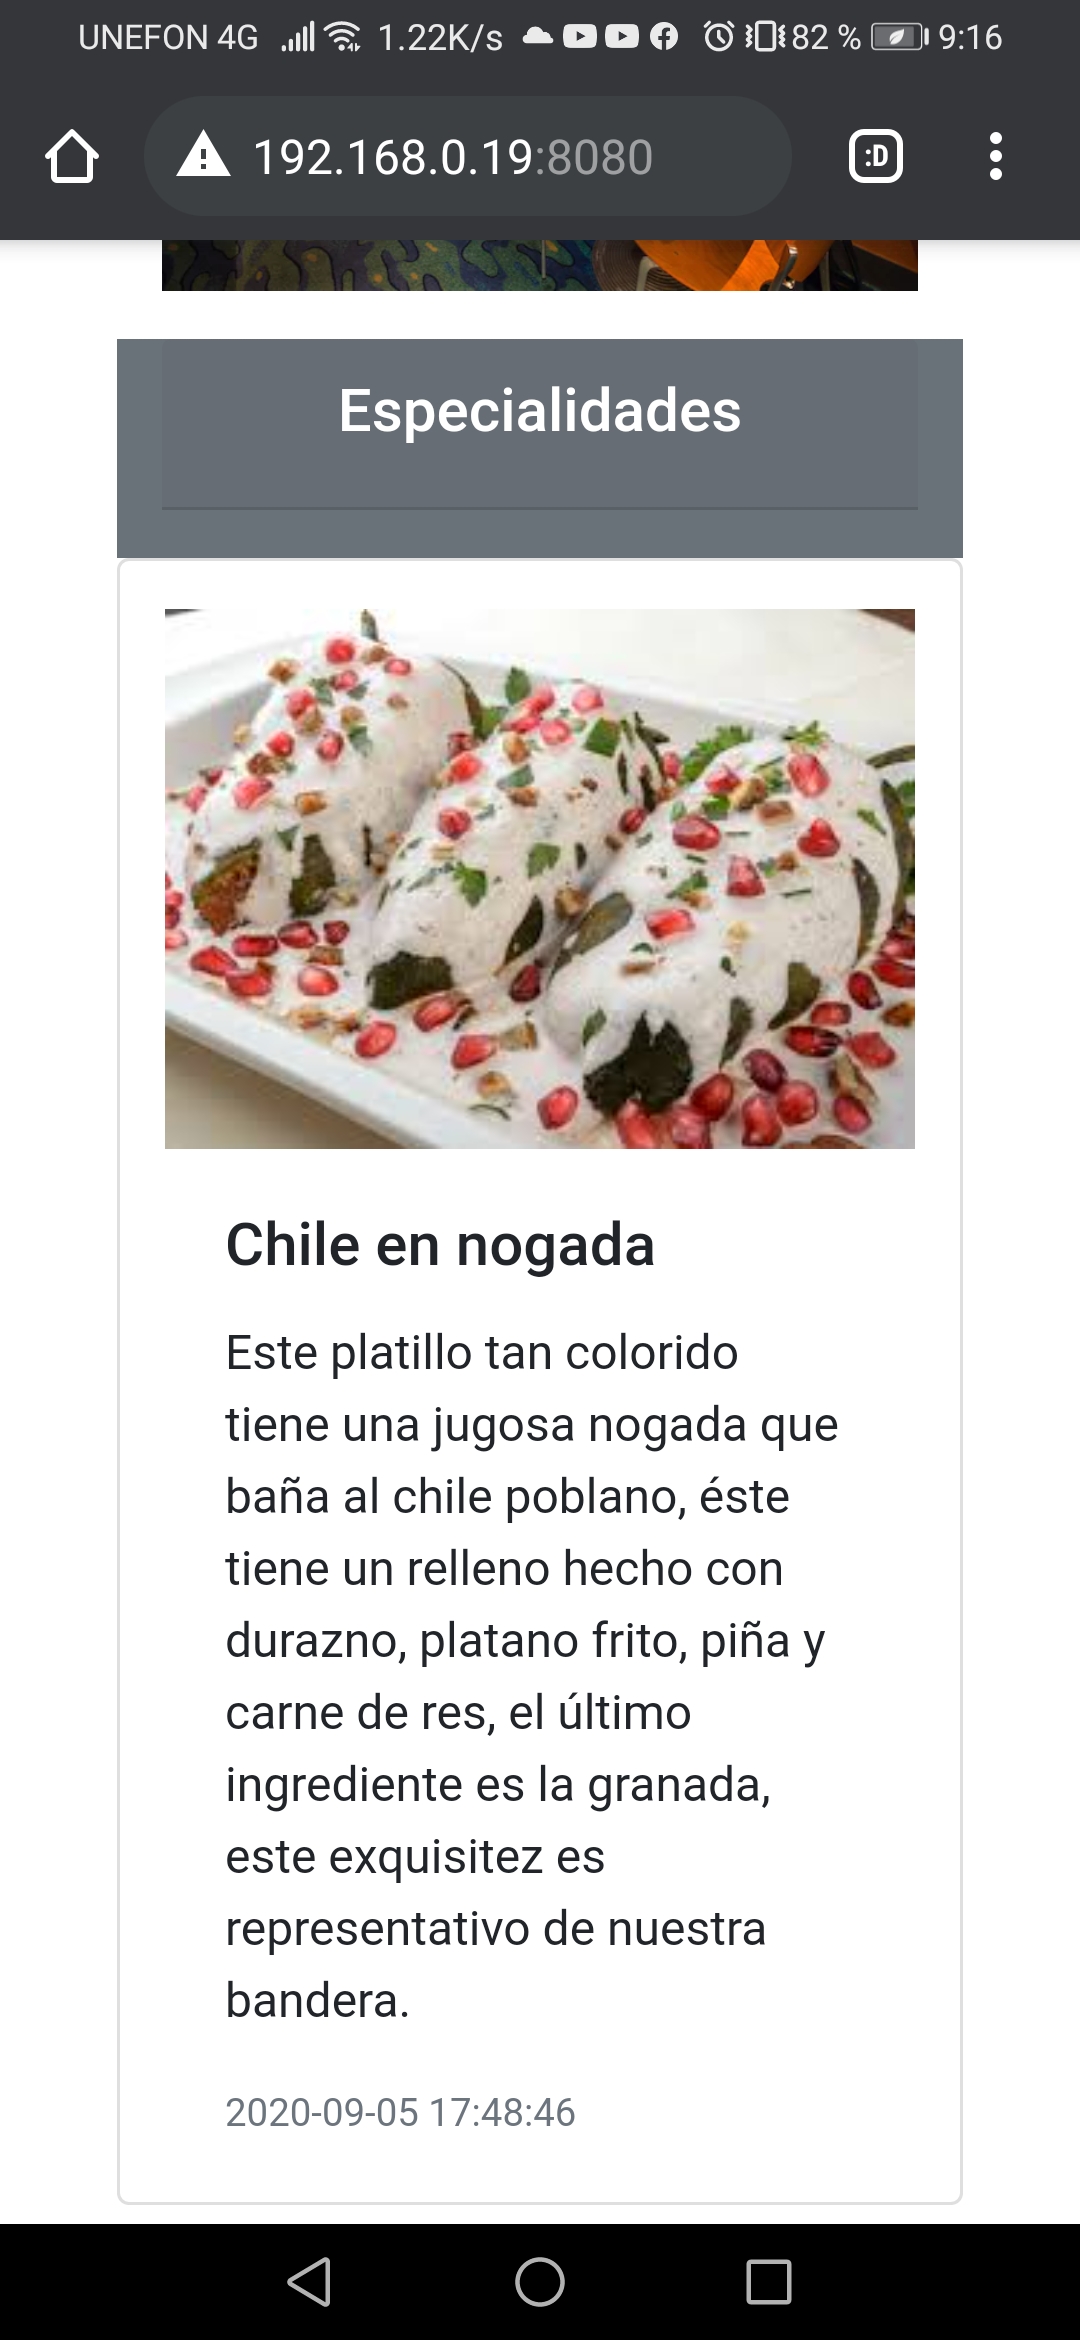 UNEFON 4G 1.22K/s 82 % 9:16
192.168.0.19:8080 :D
Especialidades
Chile en nogada
Este platillo tan colorido
tiene una jugosa nogada que
baña al chile poblano, éste
tiene un relleno hecho con
durazno, platano frito, piña y
carne de res, el último
ingrediente es la granada,
este exquisitez es
representativo de nuestra
bandera.
2020-09-05 17:48:46